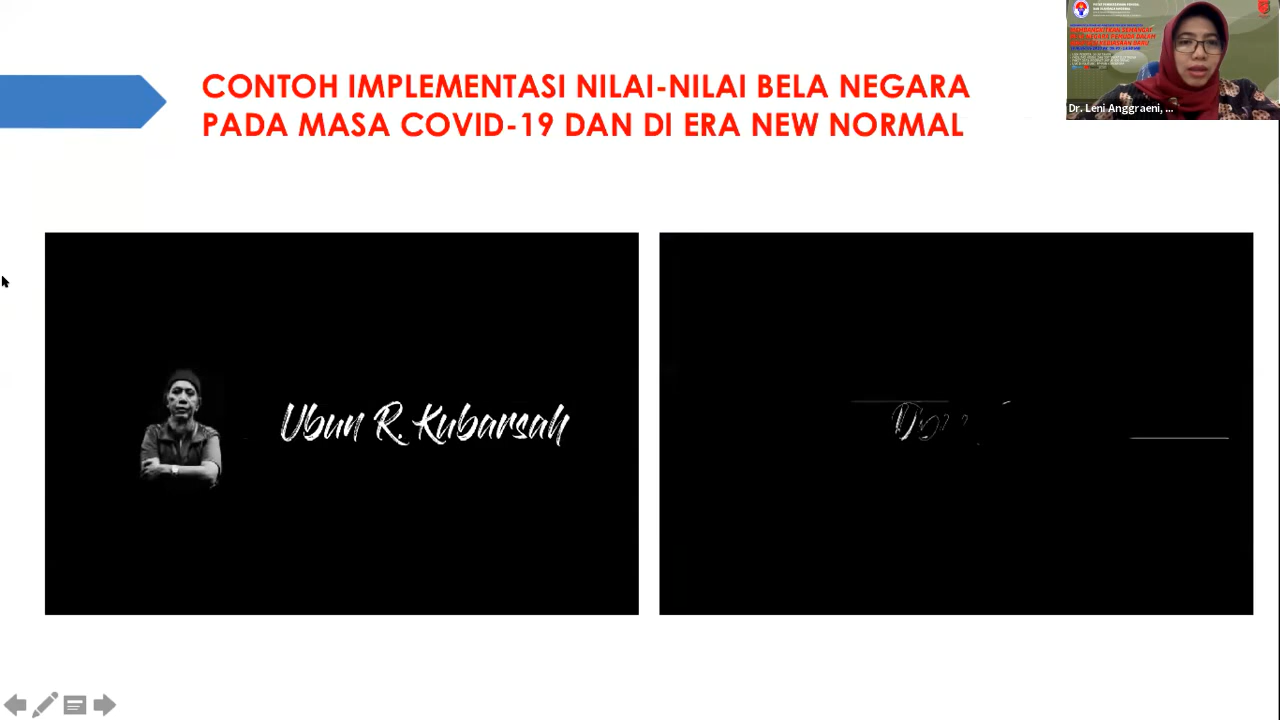 CONTOH IMPLEMENTASI NILAI-NILAI BELA NEGARA
PADA MASA COVID-19 DAN DI ERA NEW NORMAL
Dr. Leni Anggraeni, ...
Ubun R. Kubarsah